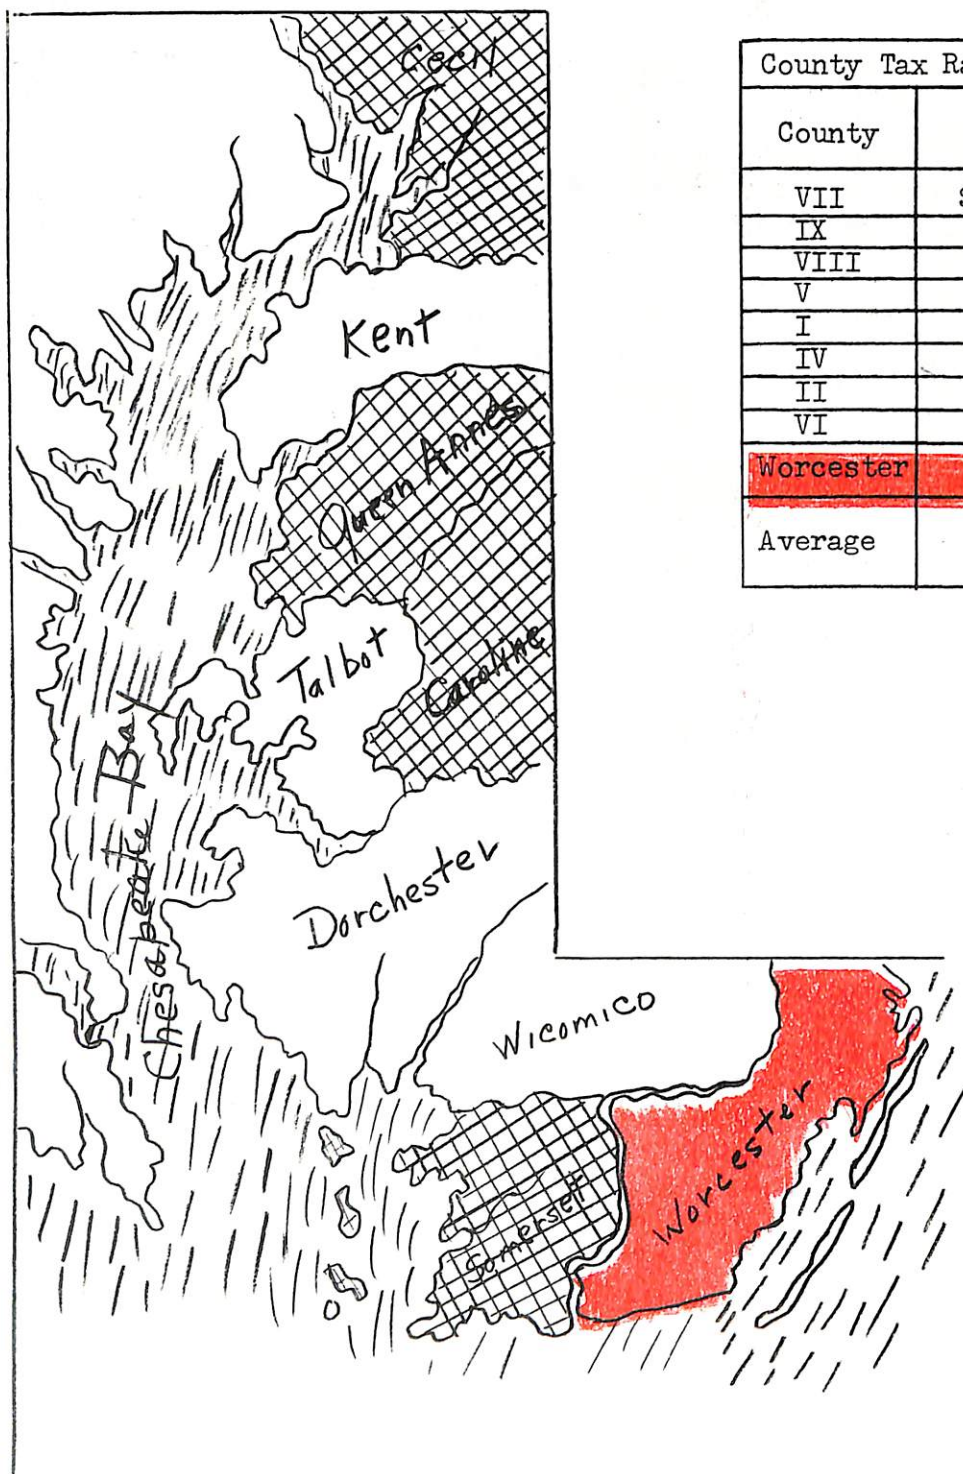 Cecil
Kent
Queen Annes
Talbot
Caroline
Chesapeake Bay
Dorchester
Wicomico
Somerset
Worcester
County Tax
County
VII
IX
VIII
V
I
IV
II
VI
Worcester
Average